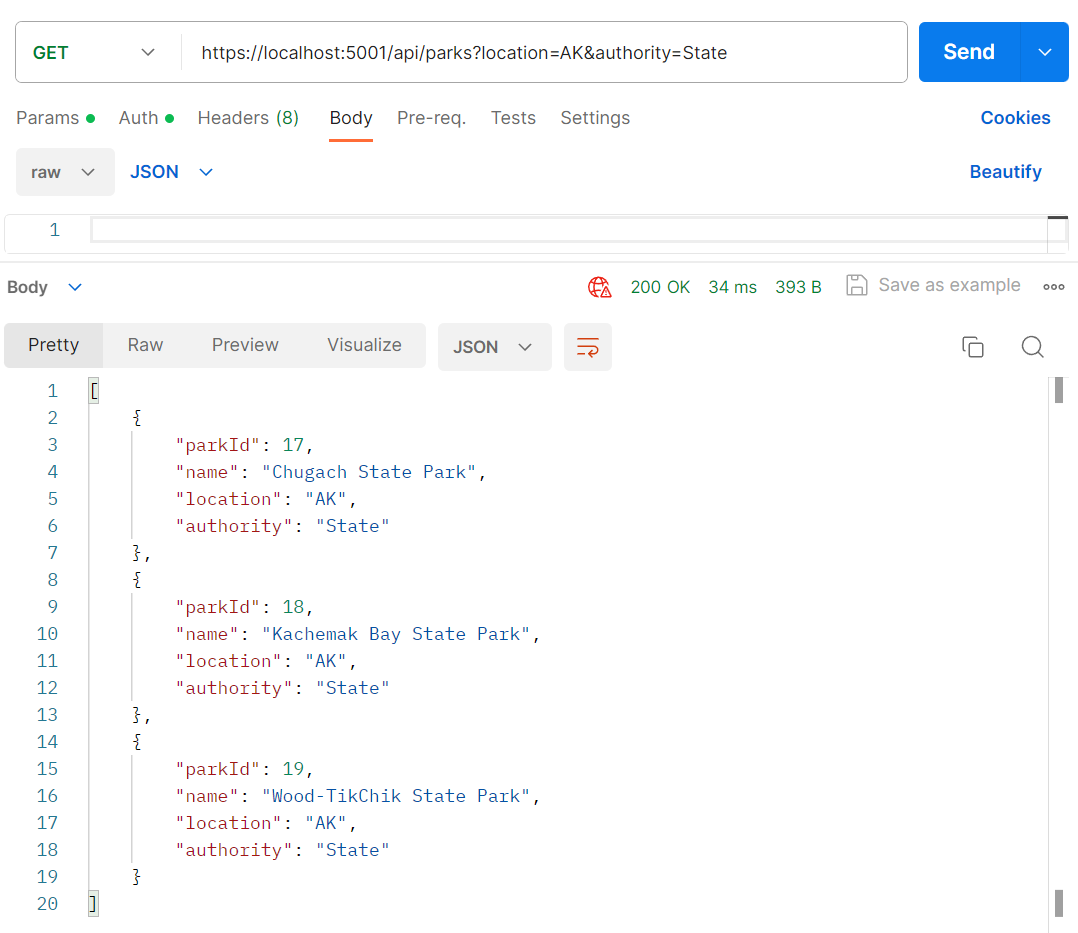 GET https://localhost:5001/api/parks?location=AK&authority=State Send
Params Auth Headers (8) Body Pre-req. Tests Settings Cookies
raw JSON Beautify
1
Body 200 OK 34 ms 393 B Save as example
Pretty Raw Preview Visualize JSON
1 [
2 {
3 "parkId": 17,
4 "name": "Chugach State Park",
5 "location": "AK",
6 "authority": "State"
7 },
8 {
9 "parkId": 18,
10 "name": "Kachemak Bay State Park",
11 "location": "AK",
12 "authority": "State"
13 },
14 {
15 "parkId": 19,
16 "name": "Wood-TikChik State Park",
17 "location": "AK",
18 "authority": "State"
19 }
20 ]